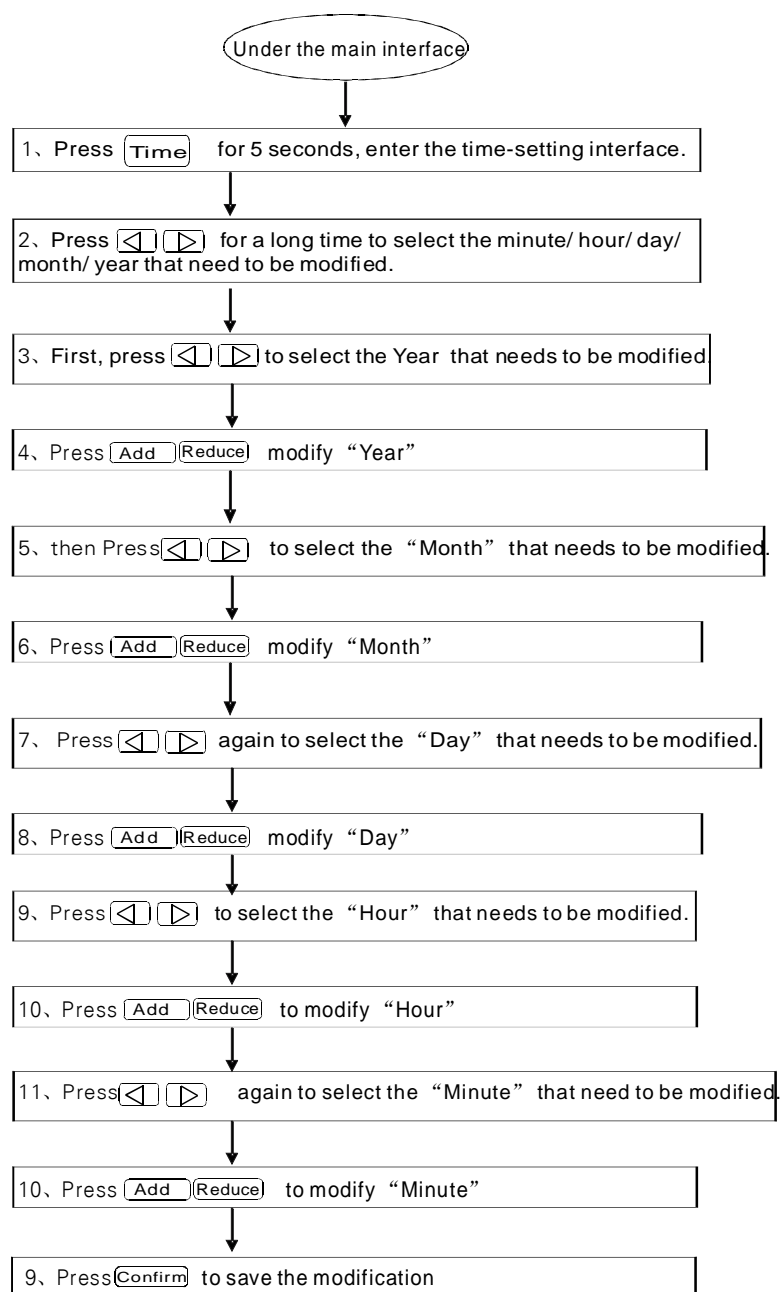 Under the main interface
1、Press Time for 5 seconds, enter the time-setting interface.
2、Press ◁ ▷ for a long time to select the minute/ hour/ day/
month/ year that need to be modified.
3、First, press ◁ ▷ to select the Year that needs to be modified.
4、Press Add Reduce modify “Year”
5、then Press ◁ ▷ to select the “Month” that needs to be modified.
6、Press Add Reduce modify “Month”
7、 Press ◁ ▷ again to select the “Day” that needs to be modified.
8、Press Add Reduce modify “Day”
9、Press ◁ ▷ to select the “Hour” that needs to be modified.
10、Press Add Reduce to modify “Hour”
11、Press ◁ ▷ again to select the “Minute” that need to be modified.
10、Press Add Reduce to modify “Minute”
9、Press Confirm to save the modification